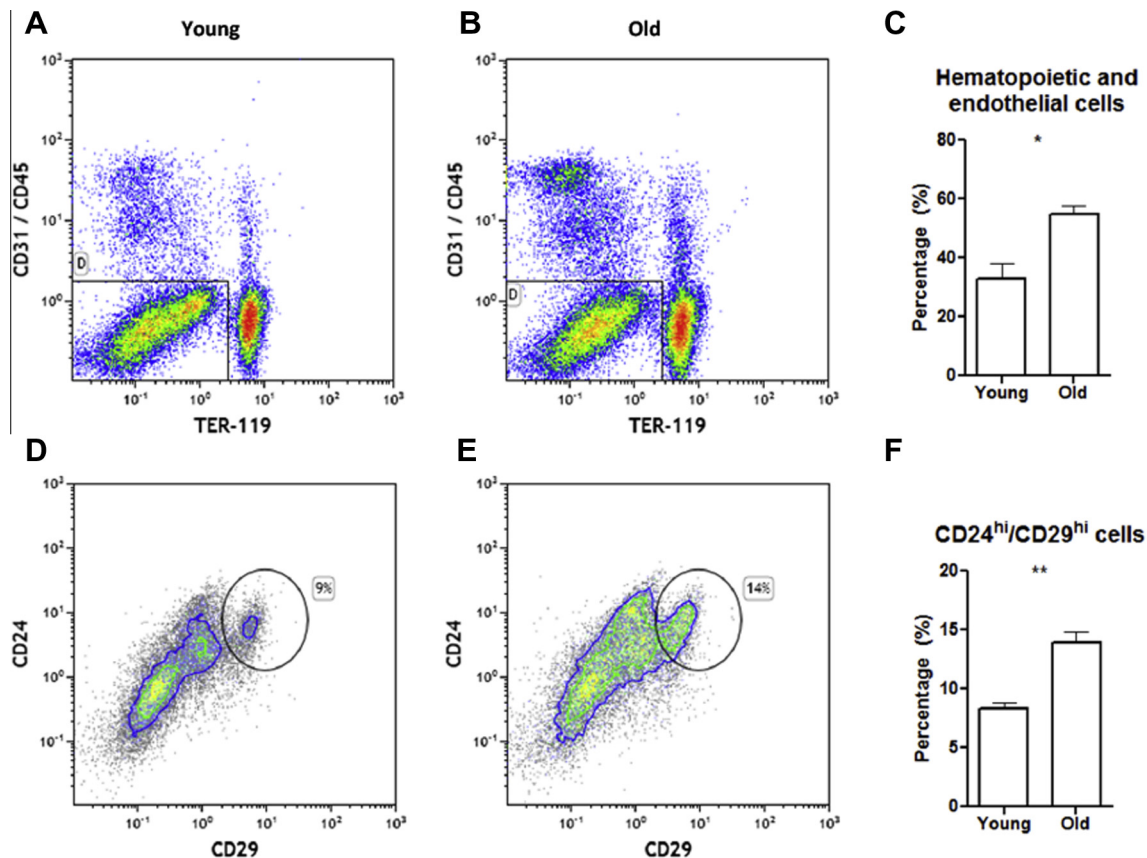 A
Young
B
Old
C
Hematopoietic and
endothelial cells
10³
10²
10¹
10⁰
CD31 / CD45
D
10⁻¹
10⁰
10¹
10²
10³
TER-119
10³
10²
10¹
10⁰
CD31 / CD45
D
10⁻¹
10⁰
10¹
10²
10³
TER-119
*
80
60
40
20
0
Percentage (%)
Young
Old
D
E
F
10³
10²
10¹
10⁰
10⁻¹
CD24
9%
10⁻¹
10⁰
10¹
10²
10³
CD29
10³
10²
10¹
10⁰
10⁻¹
CD24
14%
10⁻¹
10⁰
10¹
10²
10³
CD29
CD24ʰⁱ/CD29ʰⁱ cells
**
20
15
10
5
0
Percentage (%)
Young
Old